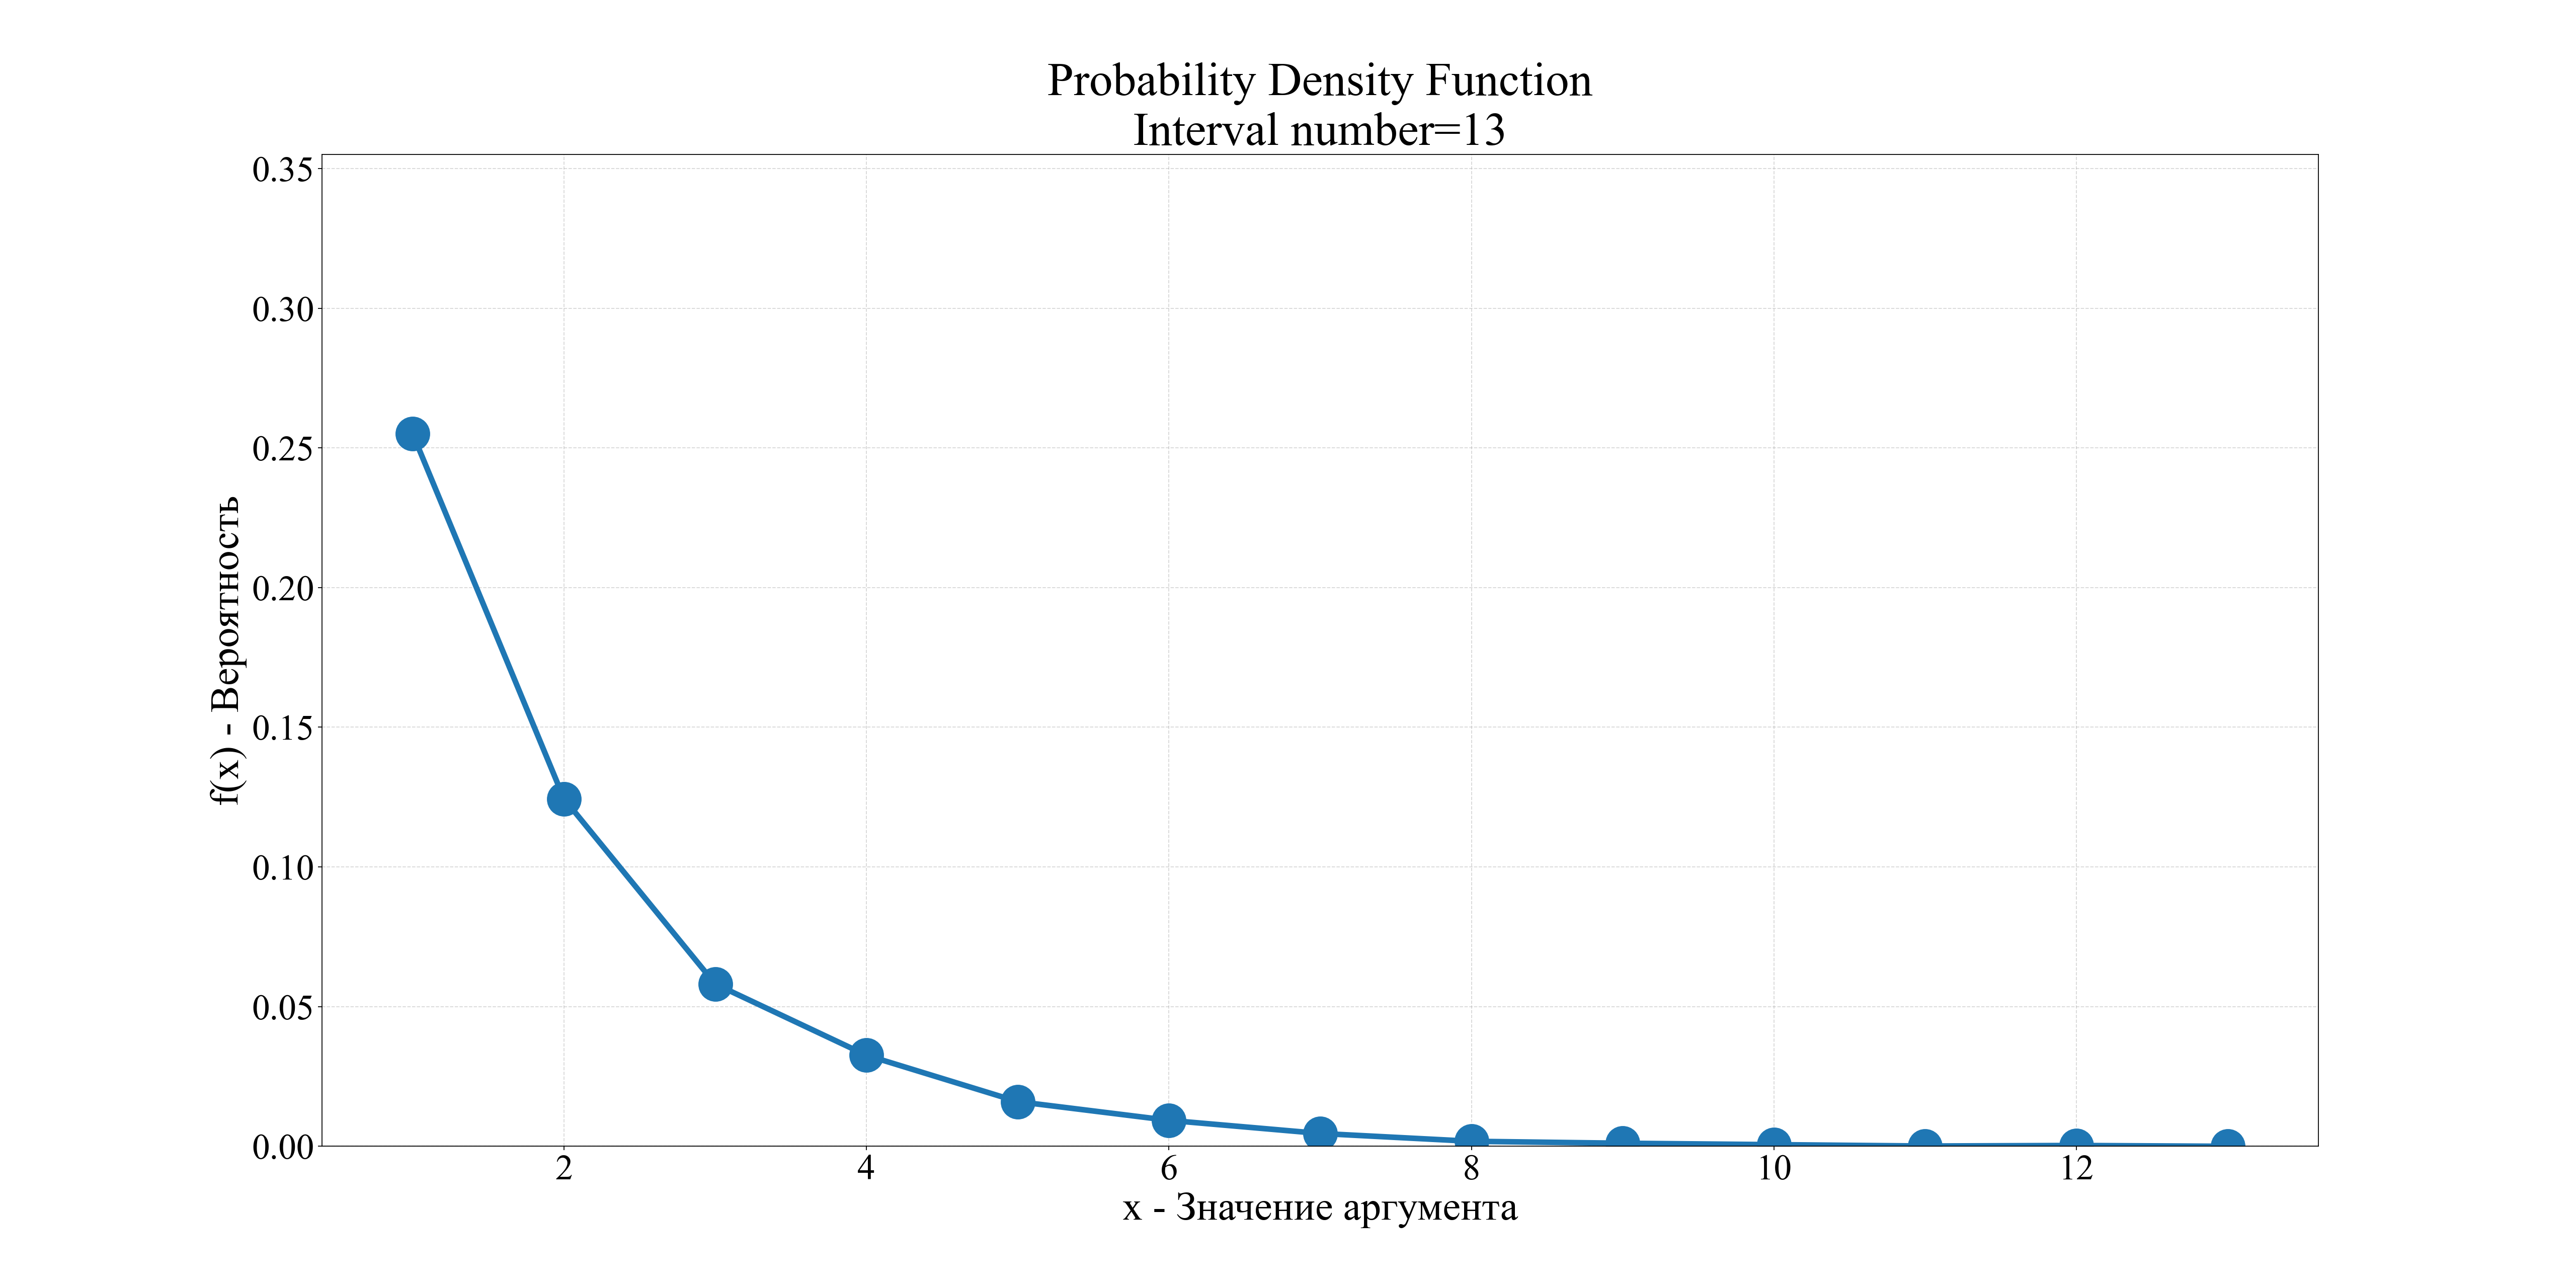 Probability Density Function
Interval number=13
0.35
0.30
0.25
0.20
0.15
0.10
0.05
0.00
f(x) - Вероятность
2 4 6 8 10 12
x - Значение аргумента